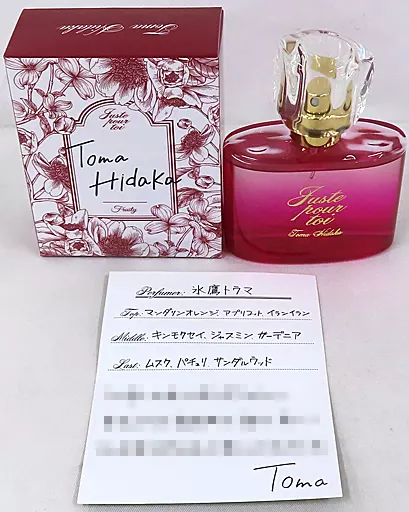 Toma Hidaka
Juste
pour
toi
Toma
Hidaka
Fruity
Juste
pour
toi
Toma Hidaka
Perfumer: 氷鷹トウマ
Top: マンダリンオレンジ、アプリコット、イランイラン
Middle: キンモクセイ、ジャスミン、ガーデニア
Last: ムスク、パチュリ、サンダルウッド
Toma